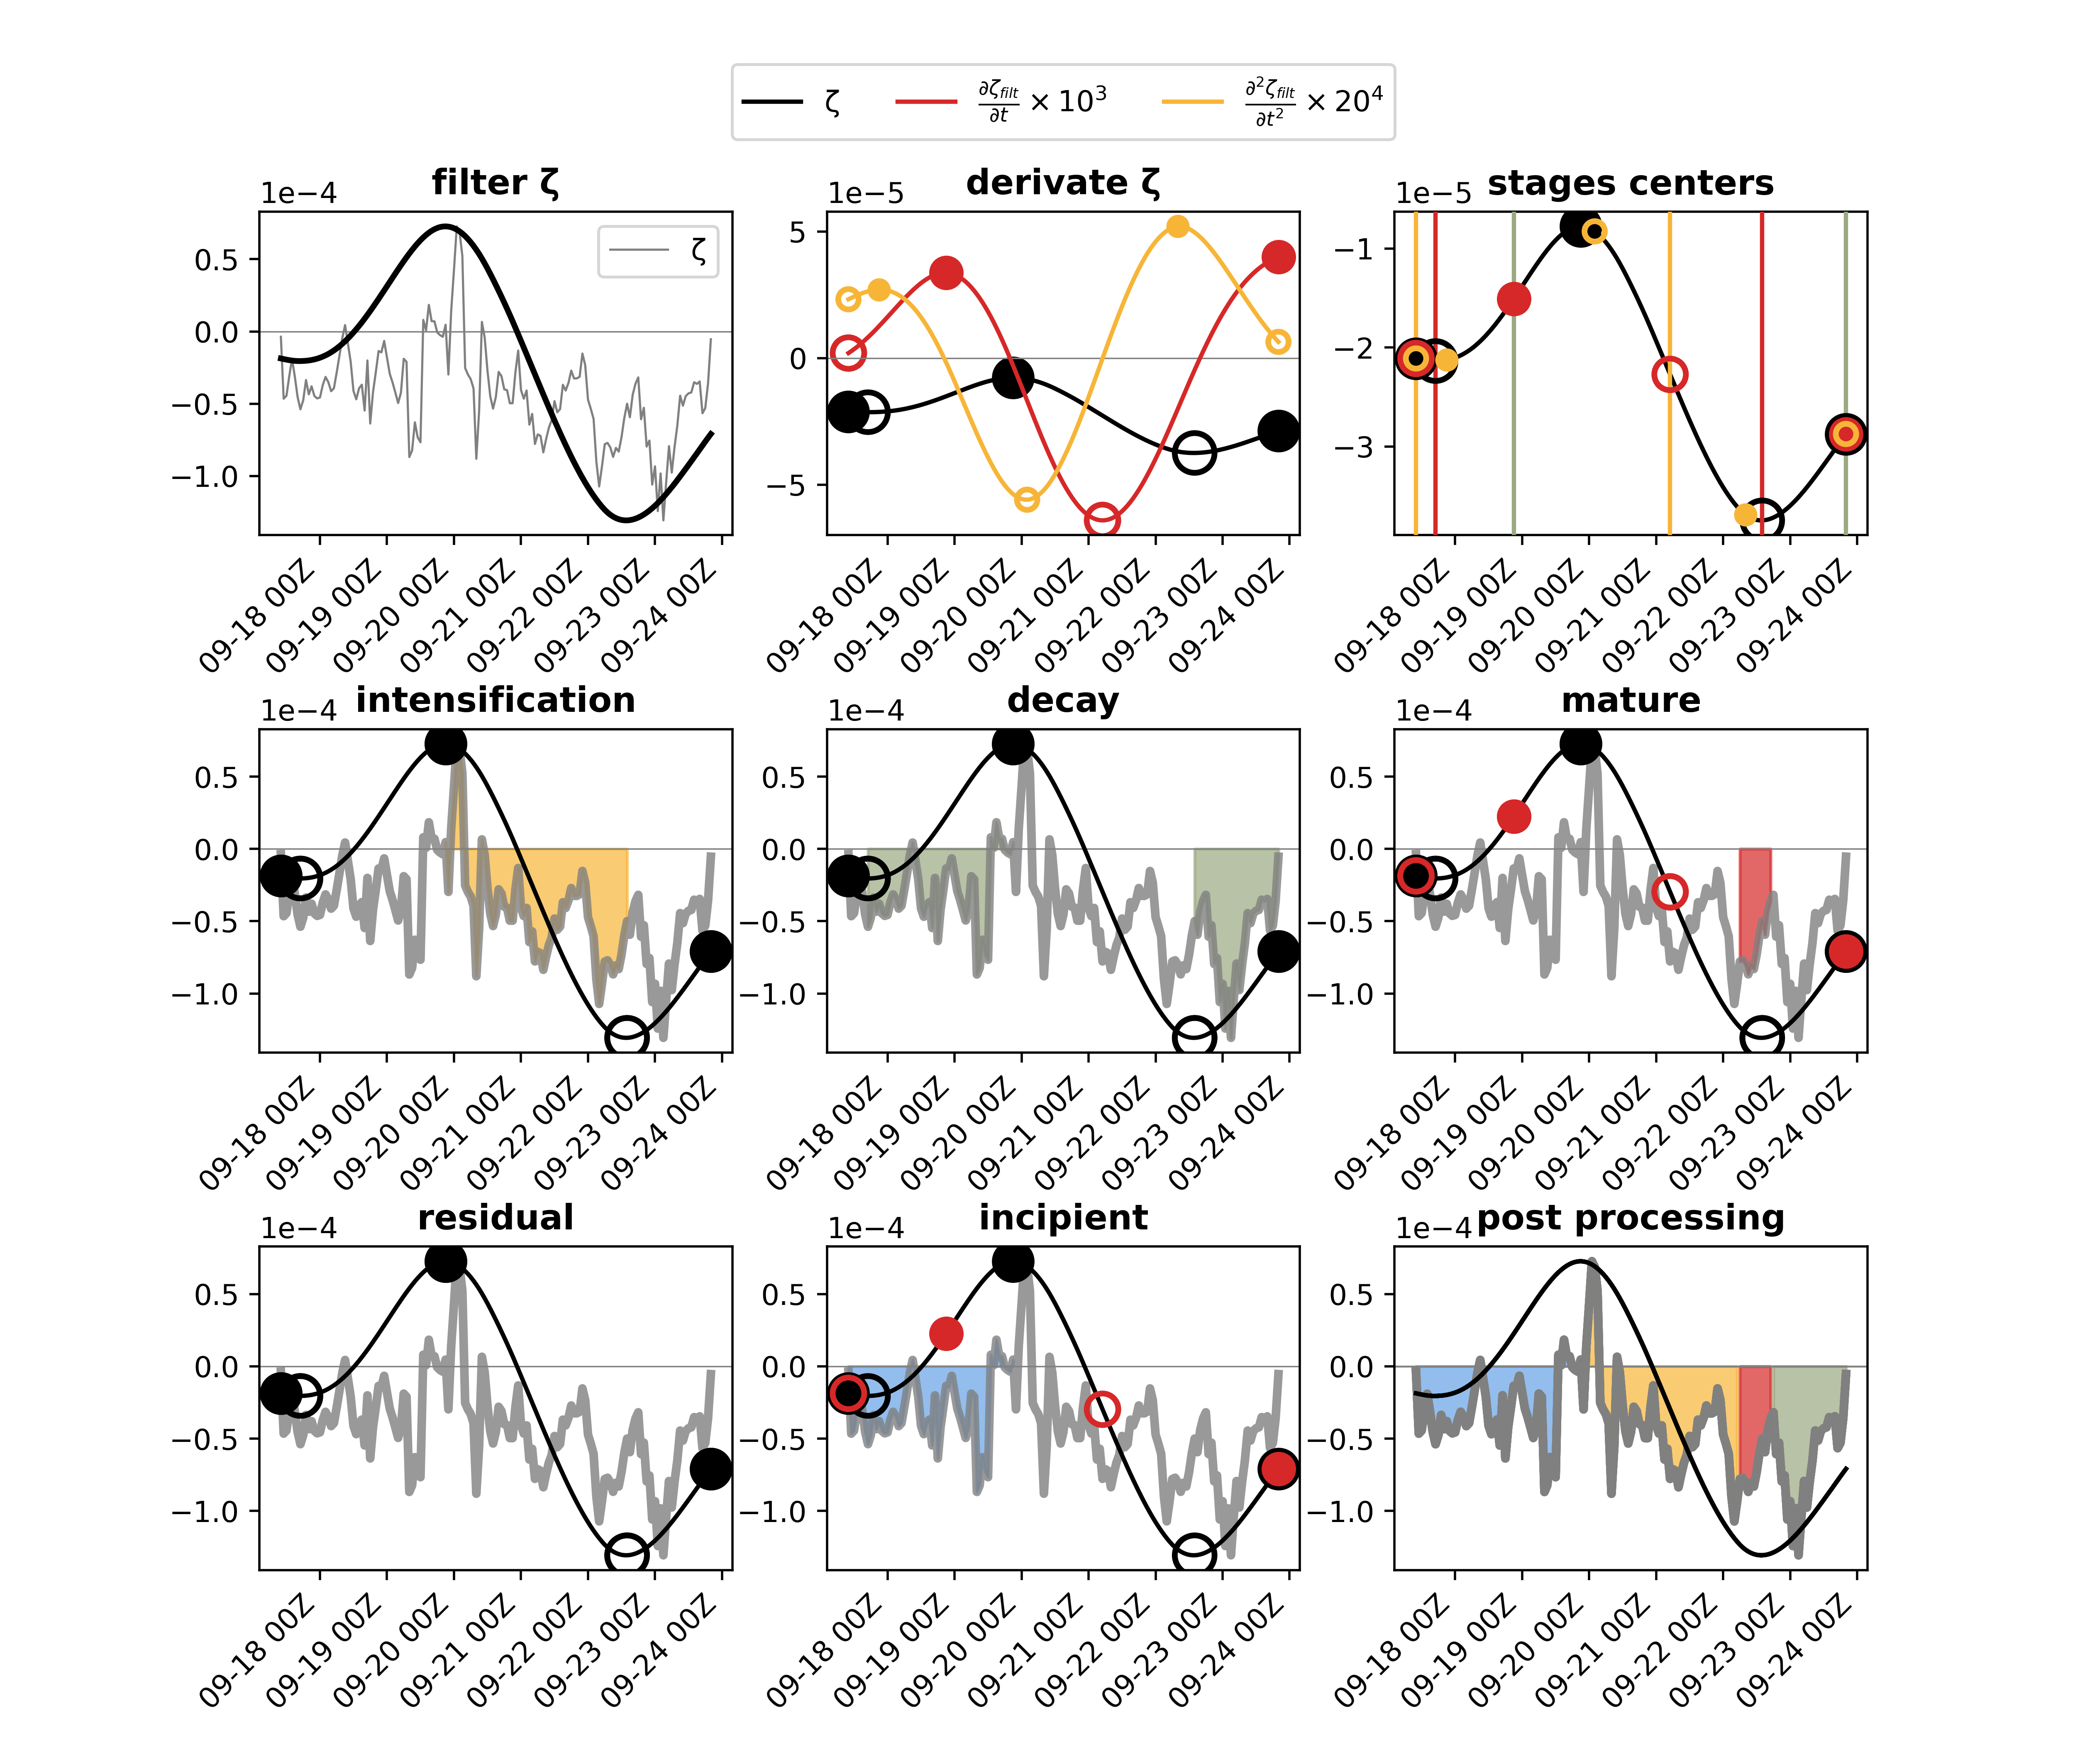 ζ ∂ζ_filt/∂t × 10³ ∂²ζ_filt/∂t² × 20⁴
filter ζ
1e−4
ζ
0.5
0.0
−0.5
−1.0
09-18 00Z
09-19 00Z
09-20 00Z
09-21 00Z
09-22 00Z
09-23 00Z
09-24 00Z
derivate ζ
1e−5
5
0
−5
09-18 00Z
09-19 00Z
09-20 00Z
09-21 00Z
09-22 00Z
09-23 00Z
09-24 00Z
stages centers
1e−5
−1
−2
−3
09-18 00Z
09-19 00Z
09-20 00Z
09-21 00Z
09-22 00Z
09-23 00Z
09-24 00Z
intensification
1e−4
0.5
0.0
−0.5
−1.0
09-18 00Z
09-19 00Z
09-20 00Z
09-21 00Z
09-22 00Z
09-23 00Z
09-24 00Z
decay
1e−4
0.5
0.0
−0.5
−1.0
09-18 00Z
09-19 00Z
09-20 00Z
09-21 00Z
09-22 00Z
09-23 00Z
09-24 00Z
mature
1e−4
0.5
0.0
−0.5
−1.0
09-18 00Z
09-19 00Z
09-20 00Z
09-21 00Z
09-22 00Z
09-23 00Z
09-24 00Z
residual
1e−4
0.5
0.0
−0.5
−1.0
09-18 00Z
09-19 00Z
09-20 00Z
09-21 00Z
09-22 00Z
09-23 00Z
09-24 00Z
incipient
1e−4
0.5
0.0
−0.5
−1.0
09-18 00Z
09-19 00Z
09-20 00Z
09-21 00Z
09-22 00Z
09-23 00Z
09-24 00Z
post processing
1e−4
0.5
0.0
−0.5
−1.0
09-18 00Z
09-19 00Z
09-20 00Z
09-21 00Z
09-22 00Z
09-23 00Z
09-24 00Z